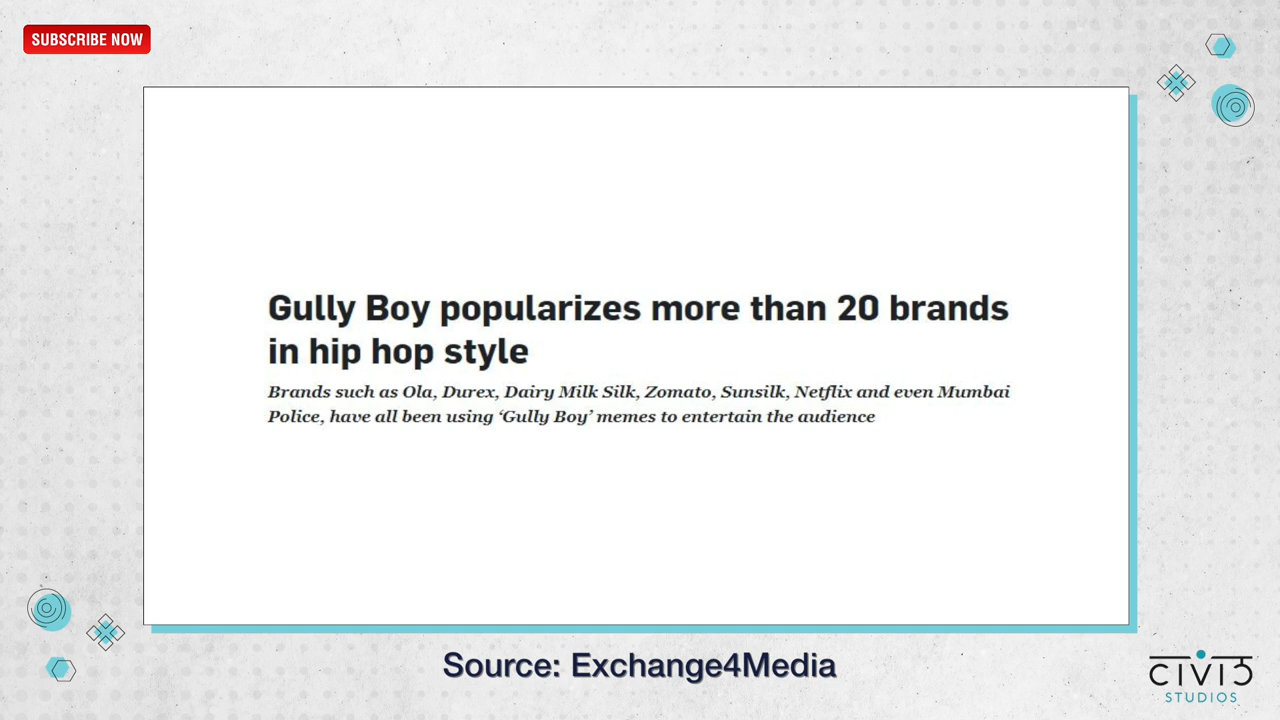 SUBSCRIBE NOW
Gully Boy popularizes more than 20 brands
in hip hop style
Brands such as Ola, Durex, Dairy Milk Silk, Zomato, Sunsilk, Netflix and even Mumbai
Police, have all been using ‘Gully Boy’ memes to entertain the audience
Source: Exchange4Media
CIVIC
STUDIOS